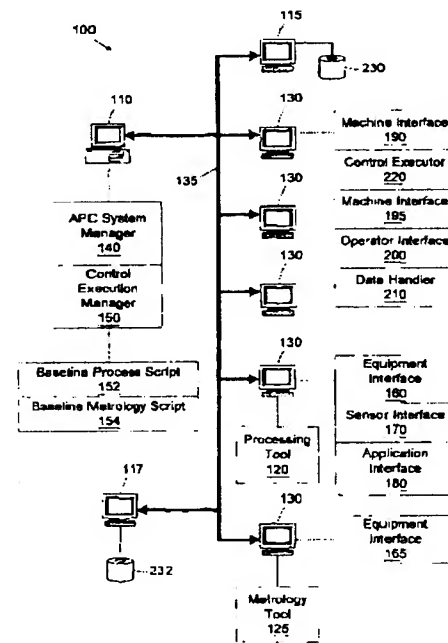 100
115
230
110
130
Machine Interface
190
Control Executor
220
135
130
Machine Interface
195
APC System
Manager
140
Operator Interface
200
Control
Execution
Manager
150
130
Data Handler
210
Baseline Process Script
152
Baseline Metrology Script
154
130
Equipment
Interface
160
Sensor Interface
170
Application
Interface
180
Processing
Tool
120
117
130
Equipment
Interface
165
232
Metrology
Tool
125